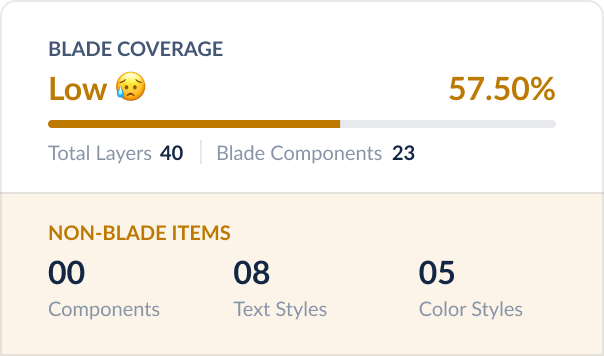 BLADE COVERAGE
Low 😥 57.50%
Total Layers 40 Blade Components 23
NON-BLADE ITEMS
00 08 05
Components Text Styles Color Styles